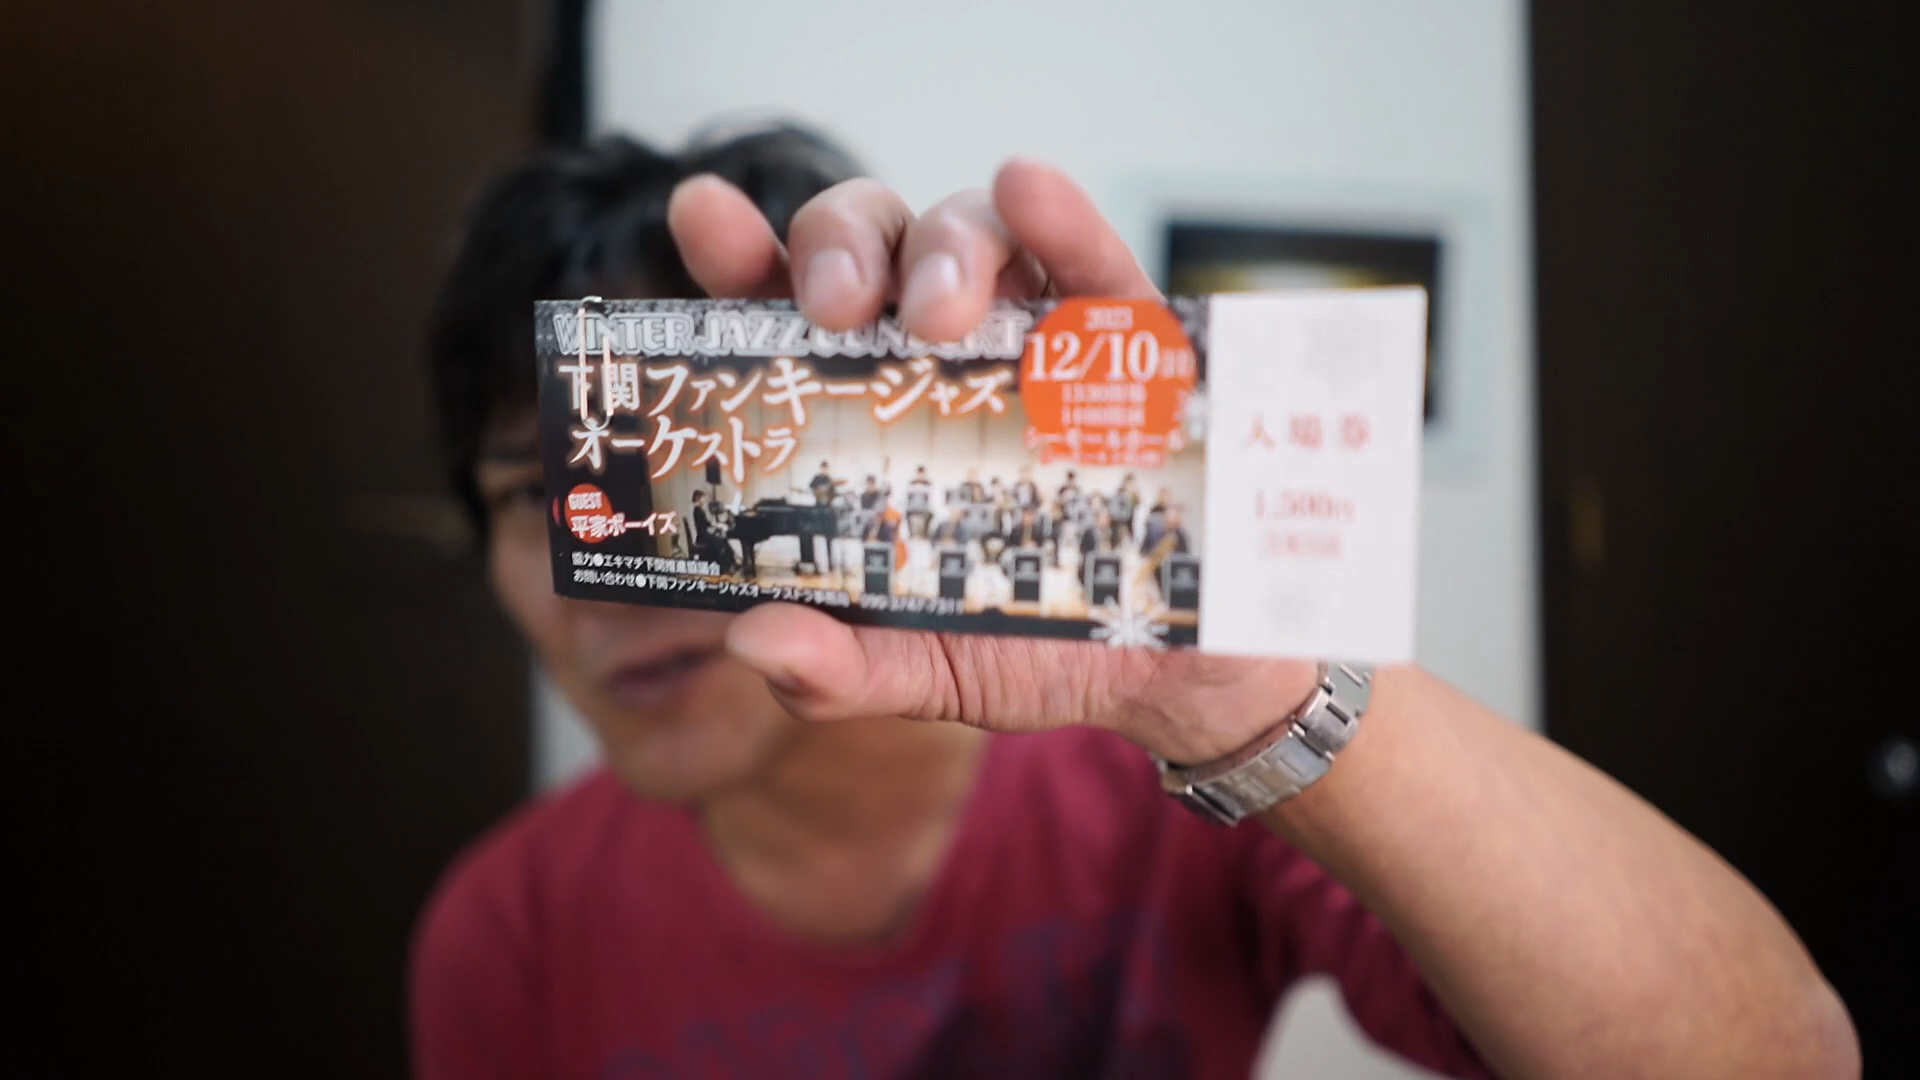 WINTER JAZZ CONCERT
下関ファンキージャズ
オーケストラ
GUEST
平家ボーイズ
協力●エキマチ下関推進協議会
お問い合わせ●下関ファンキージャズオーケストラ事務局
2023
12/10
シーモールホール
入場券
1,500